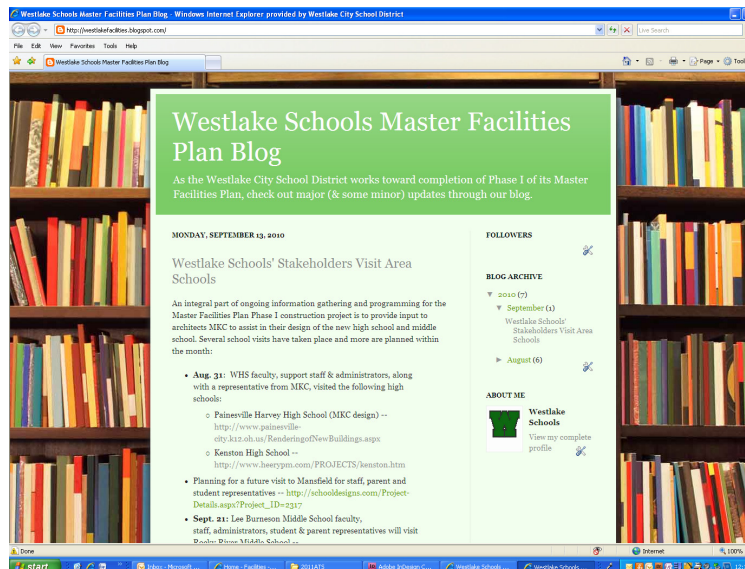 Westlake Schools Master Facilities Plan Blog - Windows Internet Explorer provided by Westlake City School District
http://westlakefacilities.blogspot.com/
Live Search
File Edit View Favorites Tools Help
Westlake Schools Master Facilities Plan Blog
Page
Westlake Schools Master Facilities
Plan Blog
As the Westlake City School District works toward completion of Phase I of its Master
Facilities Plan, check out major (& some minor) updates through our blog.
MONDAY, SEPTEMBER 13, 2010
Westlake Schools' Stakeholders Visit Area
Schools
An integral part of ongoing information gathering and programming for the
Master Facilities Plan Phase I construction project is to provide input to
architects MKC to assist in their design of the new high school and middle
school. Several school visits have taken place and more are planned within
the month:
Aug. 31: WHS faculty, support staff & administrators, along
with a representative from MKC, visited the following high
schools:
Painesville Harvey High School (MKC design) --
http://www.painesville-
city.k12.oh.us/RenderingofNewBuildings.aspx
Kenston High School --
http://www.heerypm.com/PROJECTS/kenston.htm
Planning for a future visit to Mansfield for staff, parent and
student representatives -- http://schooldesigns.com/Project-
Details.aspx?Project_ID=2317
Sept. 21: Lee Burneson Middle School faculty,
staff, administrators, student & parent representatives will visit
Rocky River Middle School --
FOLLOWERS
BLOG ARCHIVE
▼ 2010 (7)
▼ September (1)
Westlake Schools'
Stakeholders Visit Area
Schools
► August (6)
ABOUT ME
W
Westlake
Schools
View my complete
profile
Done
Internet
100%
start
Inbox - Microsoft ...
Home - Facilities - ...
2011ATS
Adobe InDesign C...
Westlake Schools ...
Westlake Schools ...